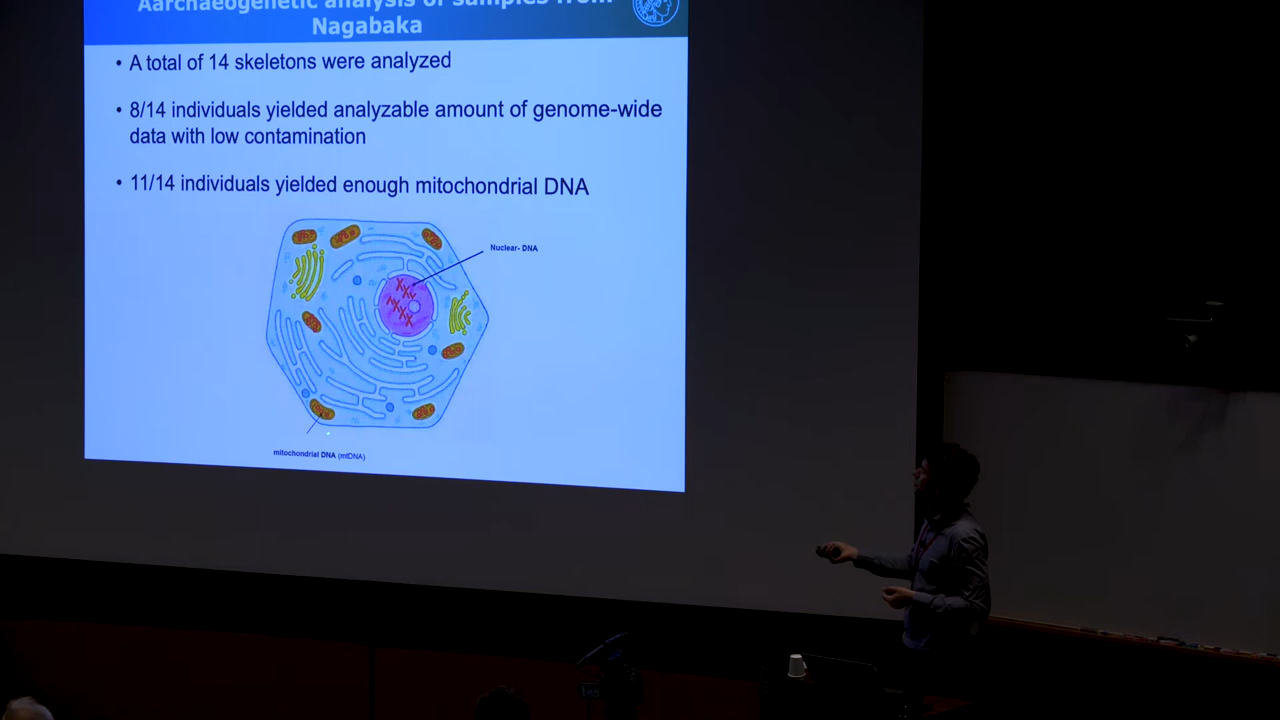 Aarchaeogenetic analysis of samples from
Nagabaka
• A total of 14 skeletons were analyzed
• 8/14 individuals yielded analyzable amount of genome-wide
data with low contamination
• 11/14 individuals yielded enough mitochondrial DNA
Nuclear- DNA
mitochondrial DNA (mtDNA)